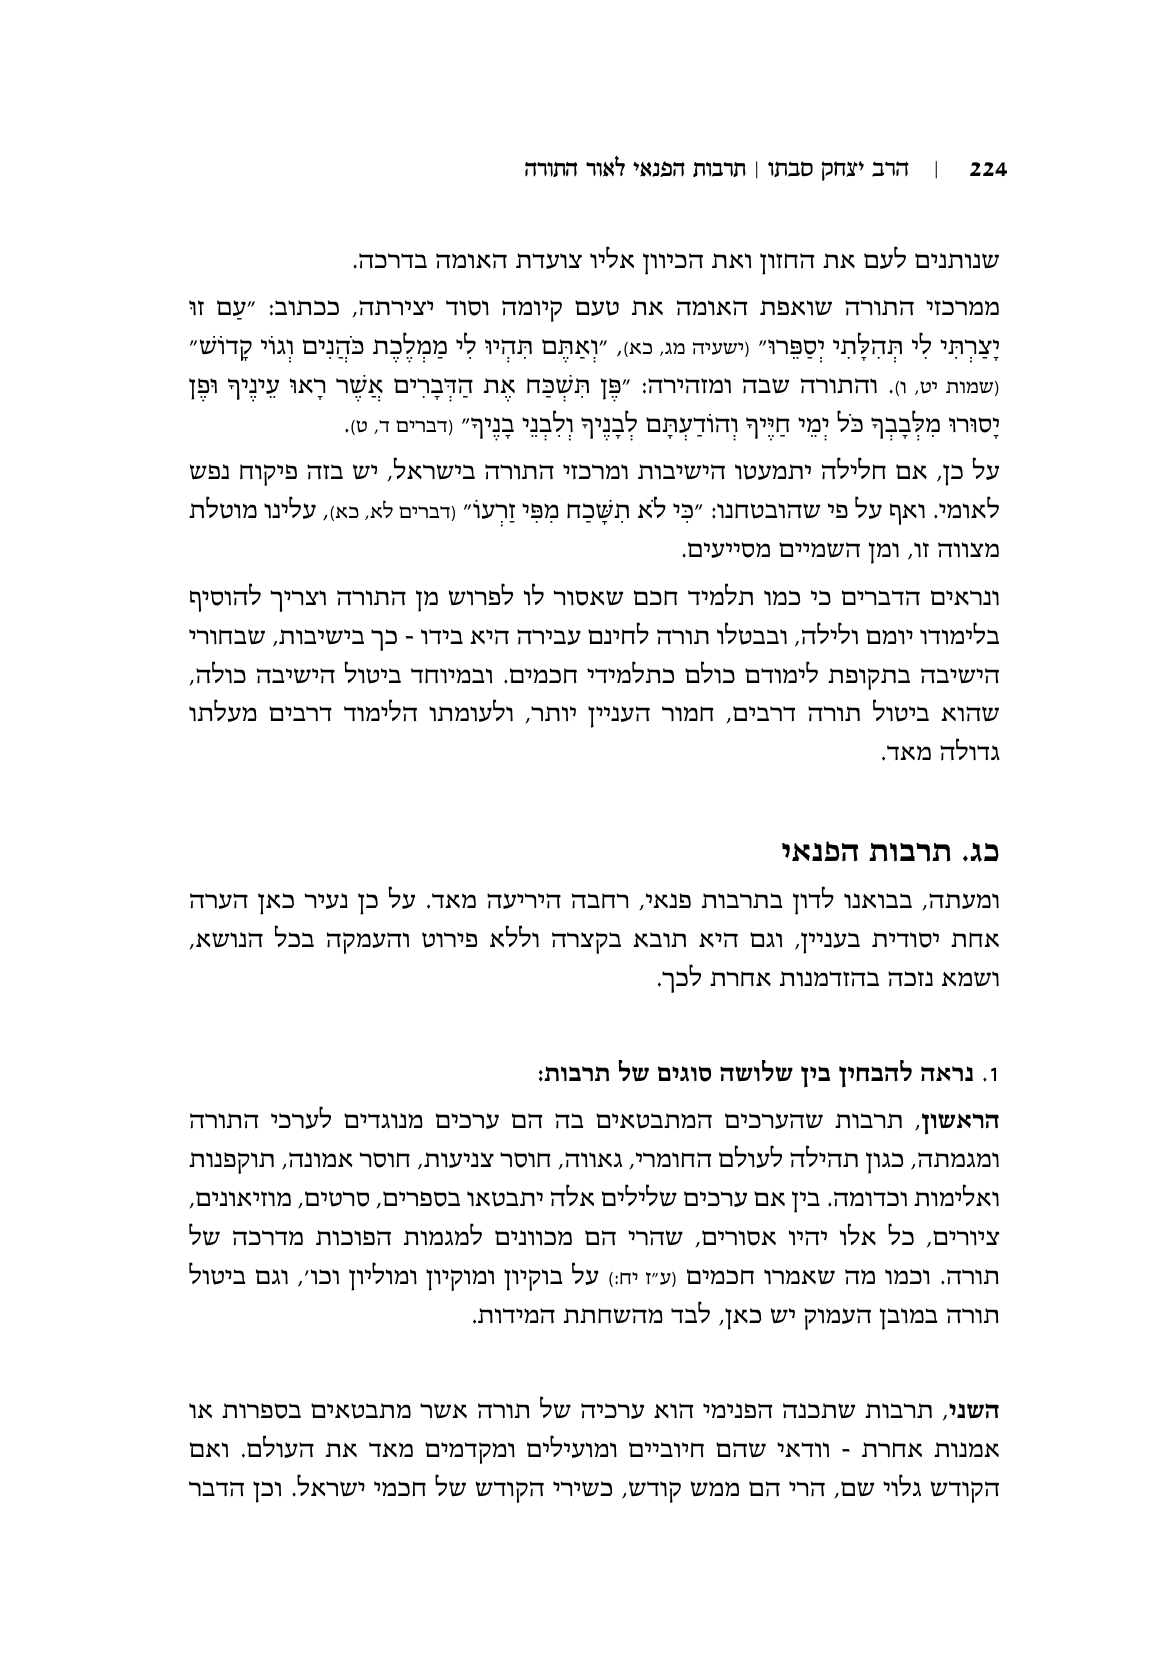 224 | הרב יצחק סבתו | תרבות הפנאי לאור התורה
שנותנים לעם את החזון ואת הכיוון אליו צועדת האומה בדרכה.
ממרכזי התורה שואפת האומה את טעם קיומה וסוד יצירתה, ככתוב: ״עַם זוּ
יָצַרְתִּי לִי תְּהִלָּתִי יְסַפֵּרוּ״ (ישעיה מג, כא), ״וְאַתֶּם תִּהְיוּ לִי מַמְלֶכֶת כֹּהֲנִים וְגוֹי קָדוֹשׁ״
(שמות יט, ו). והתורה שבה ומזהירה: ״פֶּן תִּשְׁכַּח אֶת הַדְּבָרִים אֲשֶׁר רָאוּ עֵינֶיךָ וּפֶן
יָסוּרוּ מִלְּבָבְךָ כֹּל יְמֵי חַיֶּיךָ וְהוֹדַעְתָּם לְבָנֶיךָ וְלִבְנֵי בָנֶיךָ״ (דברים ד, ט).
על כן, אם חלילה יתמעטו הישיבות ומרכזי התורה בישראל, יש בזה פיקוח נפש
לאומי. ואף על פי שהובטחנו: ״כִּי לֹא תִשָּׁכַח מִפִּי זַרְעוֹ״ (דברים לא, כא), עלינו מוטלת
מצווה זו, ומן השמיים מסייעים.
ונראים הדברים כי כמו תלמיד חכם שאסור לו לפרוש מן התורה וצריך להוסיף
בלימודו יומם ולילה, ובבטלו תורה לחינם עבירה היא בידו - כך בישיבות, שבחורי
הישיבה בתקופת לימודם כולם כתלמידי חכמים. ובמיוחד ביטול הישיבה כולה,
שהוא ביטול תורה דרבים, חמור העניין יותר, ולעומתו הלימוד דרבים מעלתו
גדולה מאד.
כג. תרבות הפנאי
ומעתה, בבואנו לדון בתרבות פנאי, רחבה היריעה מאד. על כן נעיר כאן הערה
אחת יסודית בעניין, וגם היא תובא בקצרה וללא פירוט והעמקה בכל הנושא,
ושמא נזכה בהזדמנות אחרת לכך.
1. נראה להבחין בין שלושה סוגים של תרבות:
הראשון, תרבות שהערכים המתבטאים בה הם ערכים מנוגדים לערכי התורה
ומגמתה, כגון תהילה לעולם החומרי, גאווה, חוסר צניעות, חוסר אמונה, תוקפנות
ואלימות וכדומה. בין אם ערכים שלילים אלה יתבטאו בספרים, סרטים, מוזיאונים,
ציורים, כל אלו יהיו אסורים, שהרי הם מכוונים למגמות הפוכות מדרכה של
תורה. וכמו מה שאמרו חכמים (ע״ז יח:) על בוקיון ומוקיון ומוליון וכו׳, וגם ביטול
תורה במובן העמוק יש כאן, לבד מהשחתת המידות.
השני, תרבות שתכנה הפנימי הוא ערכיה של תורה אשר מתבטאים בספרות או
אמנות אחרת - וודאי שהם חיוביים ומועילים ומקדמים מאד את העולם. ואם
הקודש גלוי שם, הרי הם ממש קודש, כשירי הקודש של חכמי ישראל. וכן הדבר